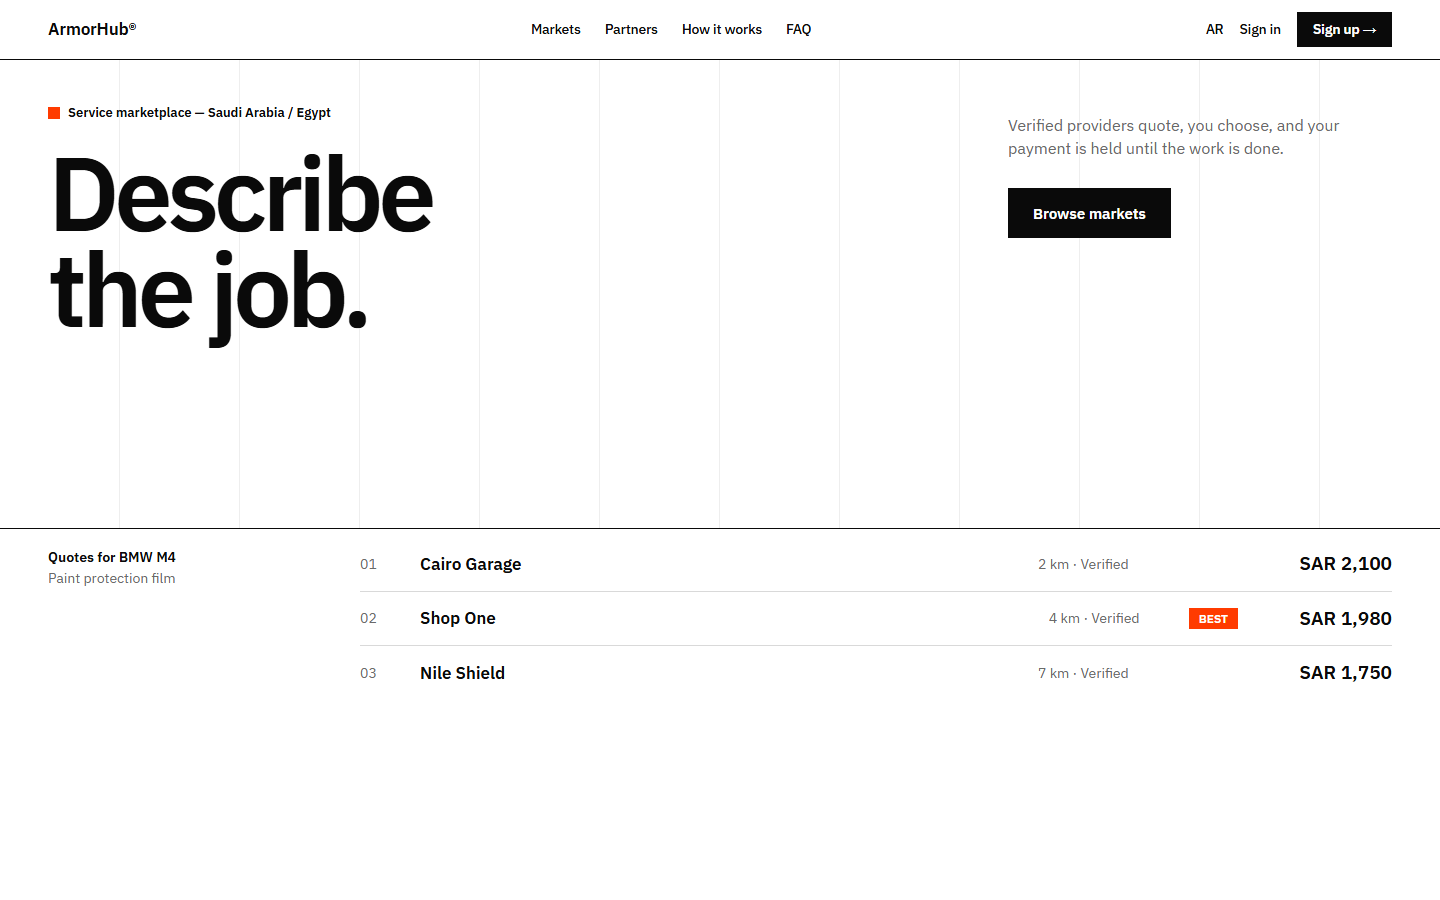 ArmorHub®
Markets Partners How it works FAQ
AR Sign in Sign up →
Service marketplace — Saudi Arabia / Egypt
Describe
the job.
Verified providers quote, you choose, and your
payment is held until the work is done.
Browse markets
Quotes for BMW M4
Paint protection film
01 Cairo Garage 2 km · Verified SAR 2,100
02 Shop One 4 km · Verified BEST SAR 1,980
03 Nile Shield 7 km · Verified SAR 1,750